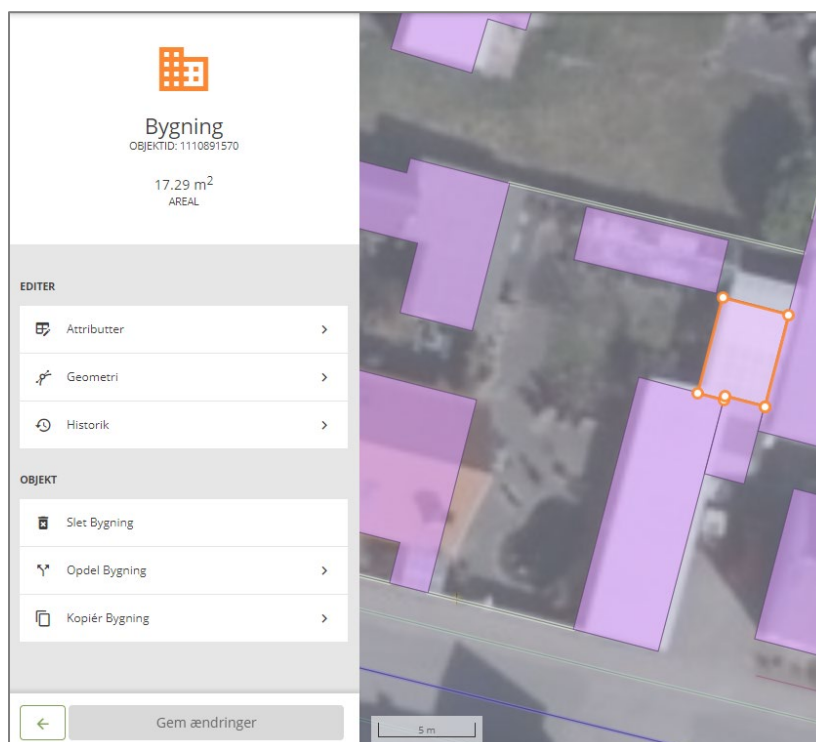 Bygning
OBJEKTID: 1110891570
17.29 m2
AREAL
EDITER
Attributter
Geometri
Historik
OBJEKT
Slet Bygning
Opdel Bygning
Kopiér Bygning
Gem ændringer
5 m